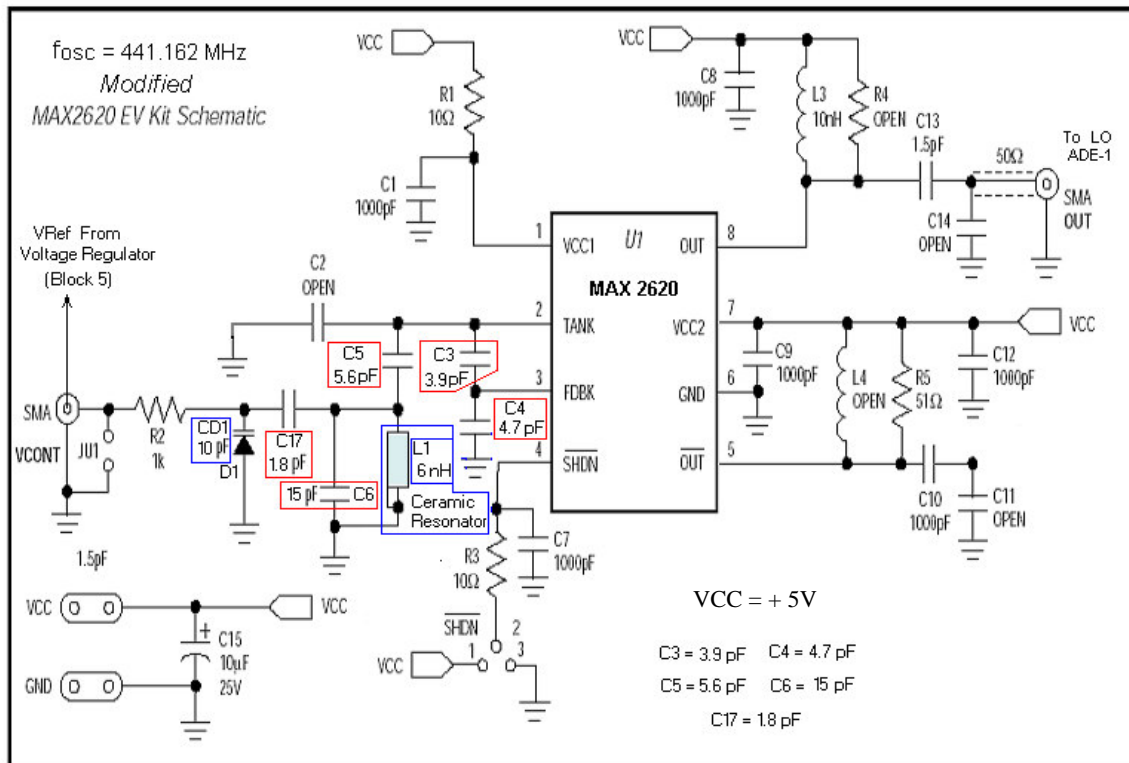 fosc = 441.162 MHz
Modified
MAX2620 EV Kit Schematic
VCC
R1
10Ω
C1
1000pF
VCC
C8
1000pF
L3
10nH
R4
OPEN
C13
1.5pF
50Ω
To LO
ADE-1
SMA
OUT
C14
OPEN
VRef From
Voltage Regulator
(Block 5)
C2
OPEN
1
VCC1
U1
OUT
8
MAX 2620
2
TANK
VCC2
7
VCC
C5
5.6pF
C3
3.9pF
3
FDBK
GND
6
C9
1000pF
L4
OPEN
R5
51Ω
C12
1000pF
C4
4.7 pF
4
SHDN
OUT
5
C10
1000pF
C11
OPEN
SMA
VCONT
JU1
R2
1k
CD1
10 pF
D1
C17
1.8 pF
15 pF
C6
L1
6nH
Ceramic
Resonator
R3
10Ω
C7
1000pF
1.5pF
VCC
VCC
C15
+
10µF
25V
GND
SHDN
VCC
1
2
3
VCC = + 5V
C3 = 3.9 pF C4 = 4.7 pF
C5 = 5.6 pF C6 = 15 pF
C17 = 1.8 pF